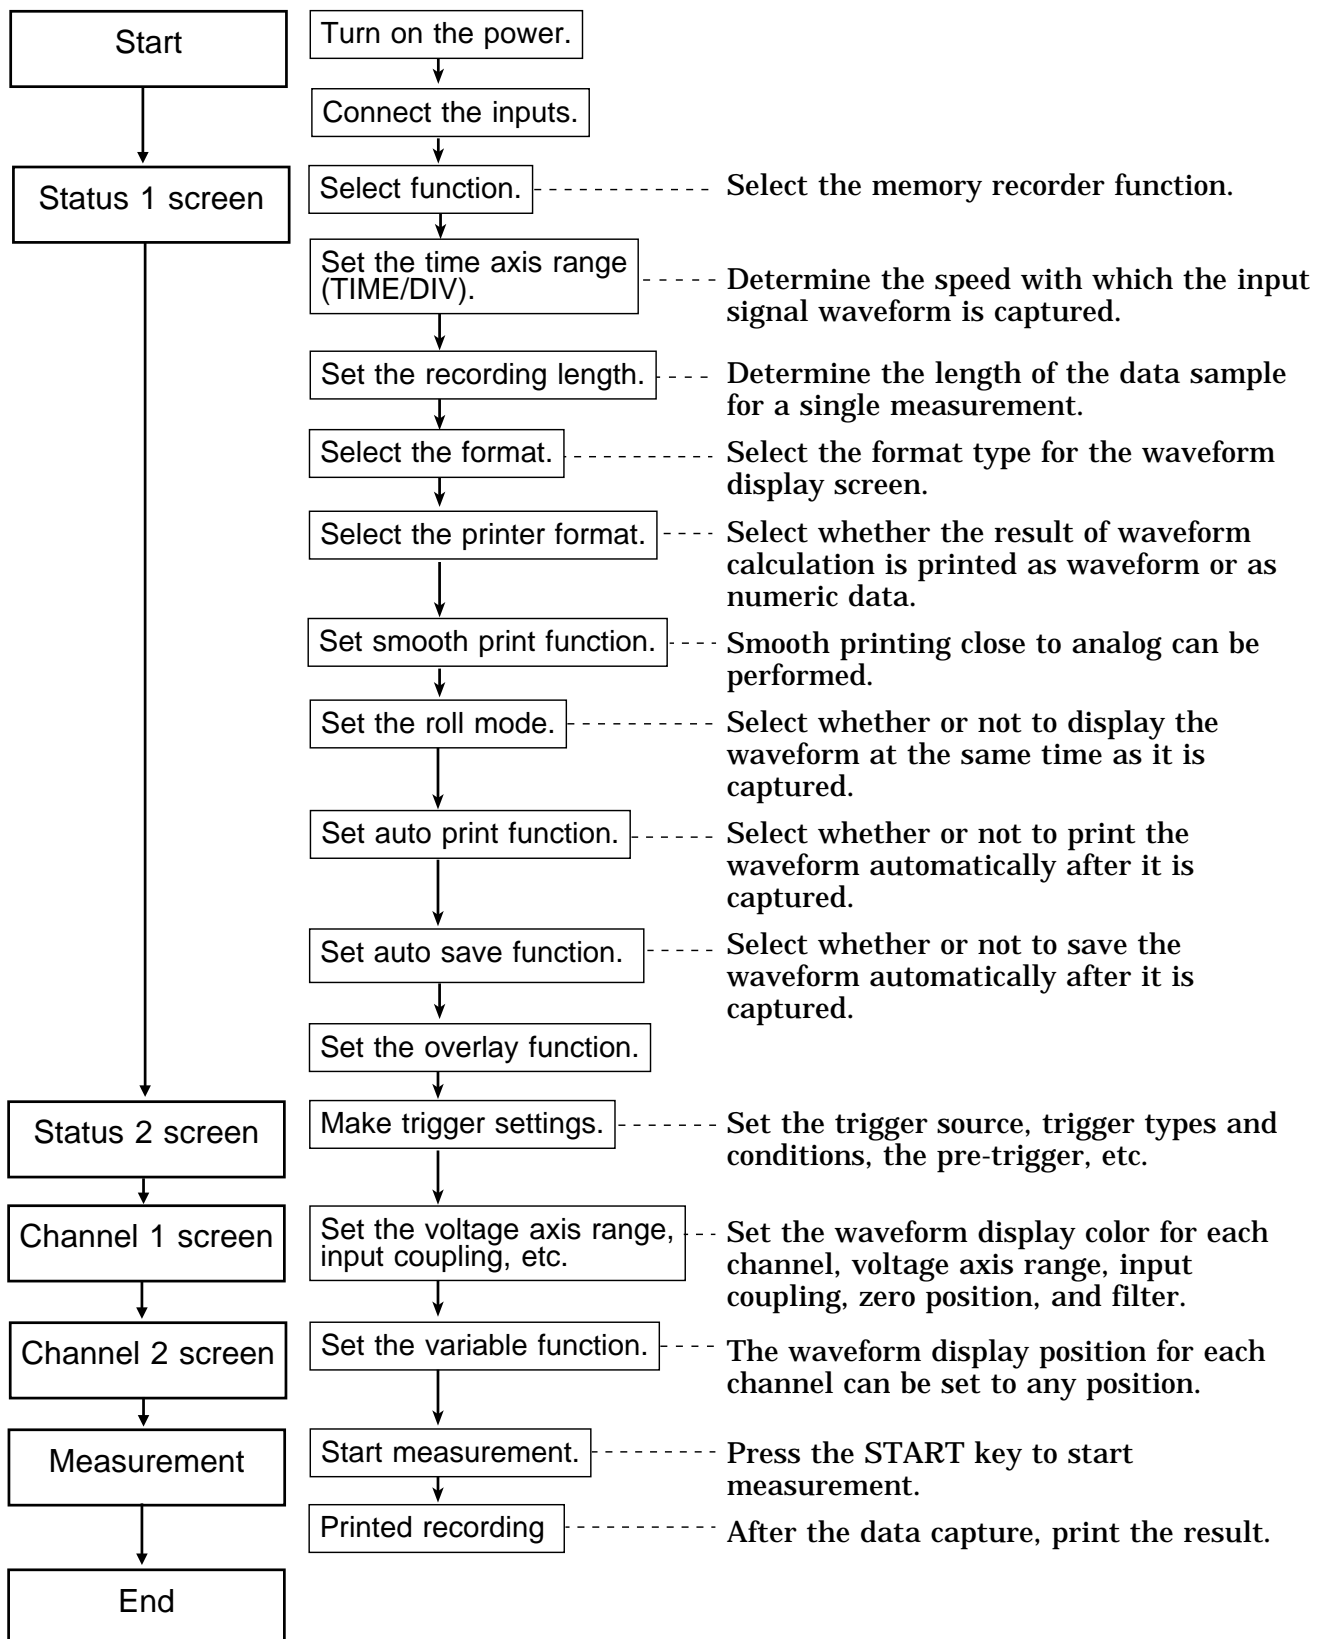 Start
Turn on the power.
Connect the inputs.
Status 1 screen
Select function.
Select the memory recorder function.
Set the time axis range
(TIME/DIV).
Determine the speed with which the input
signal waveform is captured.
Set the recording length.
Determine the length of the data sample
for a single measurement.
Select the format.
Select the format type for the waveform
display screen.
Select the printer format.
Select whether the result of waveform
calculation is printed as waveform or as
numeric data.
Set smooth print function.
Smooth printing close to analog can be
performed.
Set the roll mode.
Select whether or not to display the
waveform at the same time as it is
captured.
Set auto print function.
Select whether or not to print the
waveform automatically after it is
captured.
Set auto save function.
Select whether or not to save the
waveform automatically after it is
captured.
Set the overlay function.
Status 2 screen
Make trigger settings.
Set the trigger source, trigger types and
conditions, the pre-trigger, etc.
Channel 1 screen
Set the voltage axis range,
input coupling, etc.
Set the waveform display color for each
channel, voltage axis range, input
coupling, zero position, and filter.
Channel 2 screen
Set the variable function.
The waveform display position for each
channel can be set to any position.
Measurement
Start measurement.
Press the START key to start
measurement.
Printed recording
After the data capture, print the result.
End